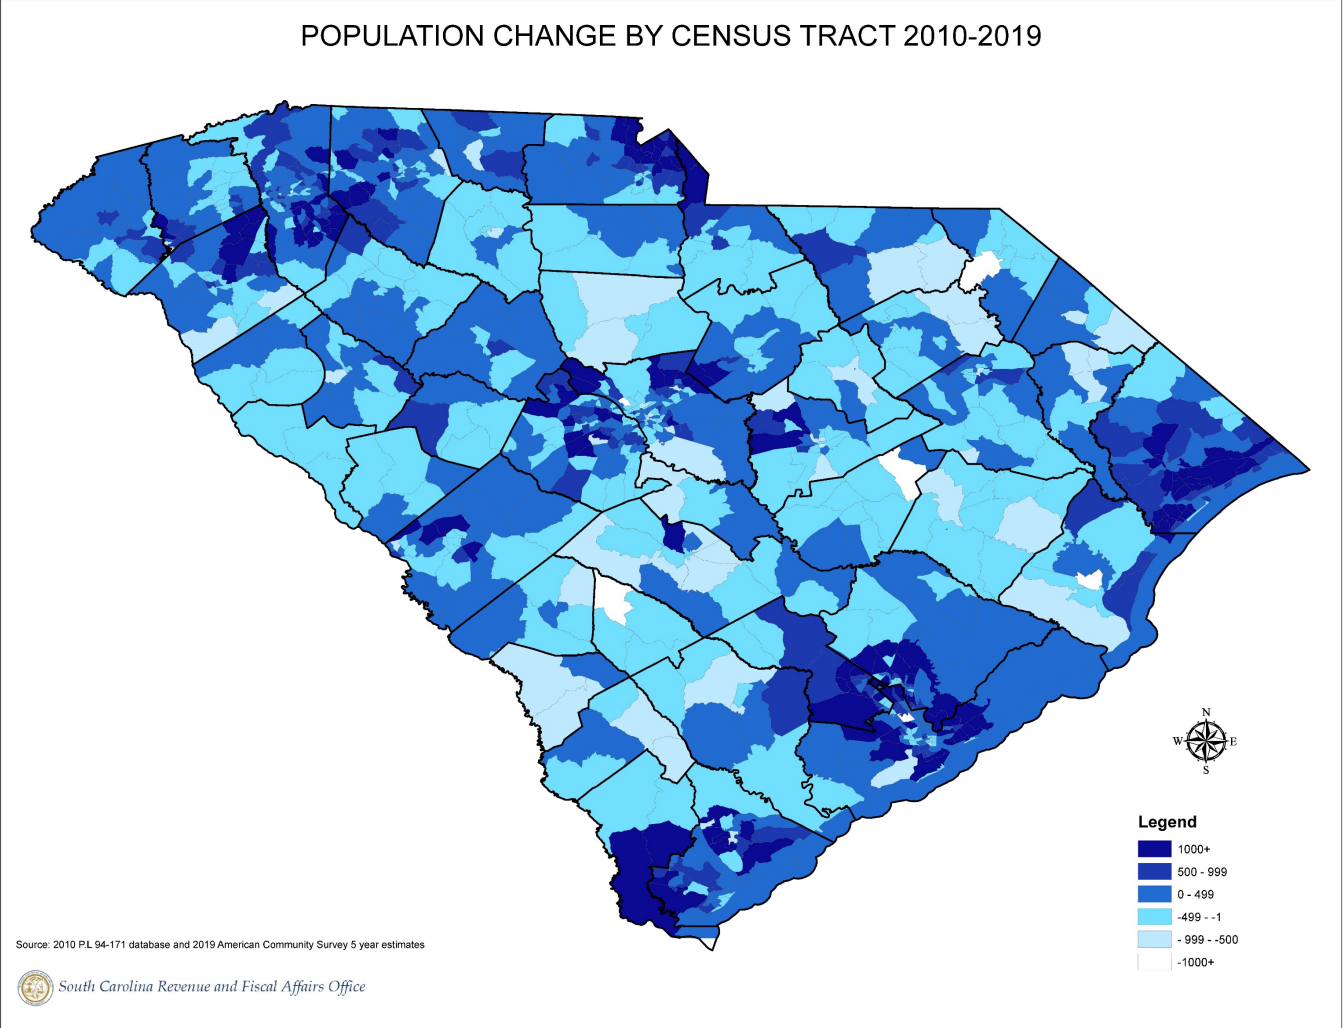 POPULATION CHANGE BY CENSUS TRACT 2010-2019
N
W E
S
Legend
1000+
500 - 999
0 - 499
-499 - -1
- 999 - -500
-1000+
Source: 2010 P.L 94-171 database and 2019 American Community Survey 5 year estimates
South Carolina Revenue and Fiscal Affairs Office